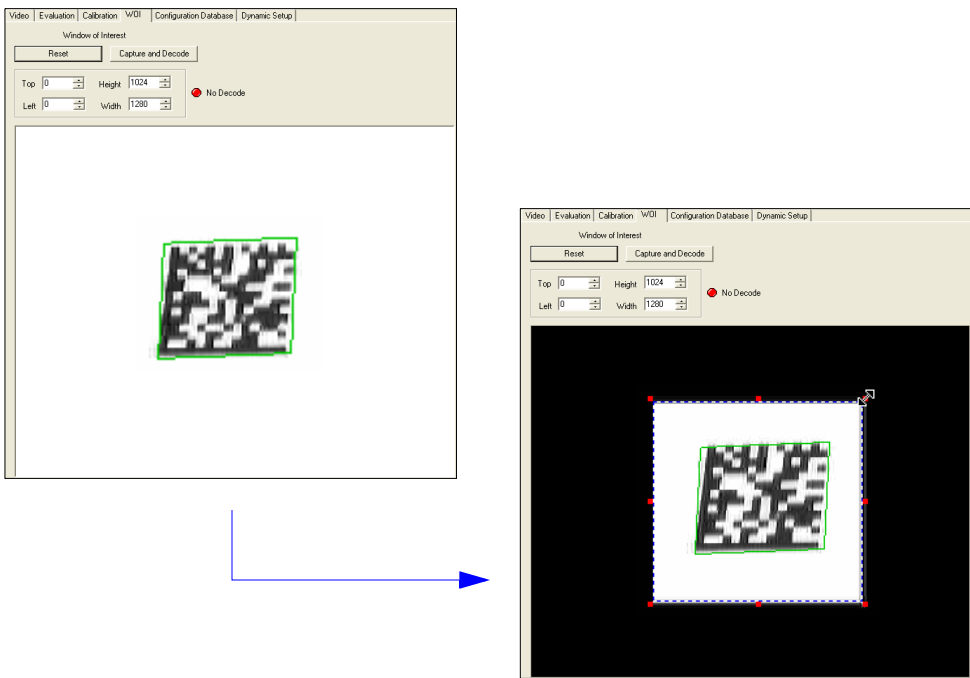 Video Evaluation Calibration WOI Configuration Database Dynamic Setup
Window of Interest
Reset Capture and Decode
Top 0 Height 1024
Left 0 Width 1280
No Decode
Video Evaluation Calibration WOI Configuration Database Dynamic Setup
Window of Interest
Reset Capture and Decode
Top 0 Height 1024
Left 0 Width 1280
No Decode